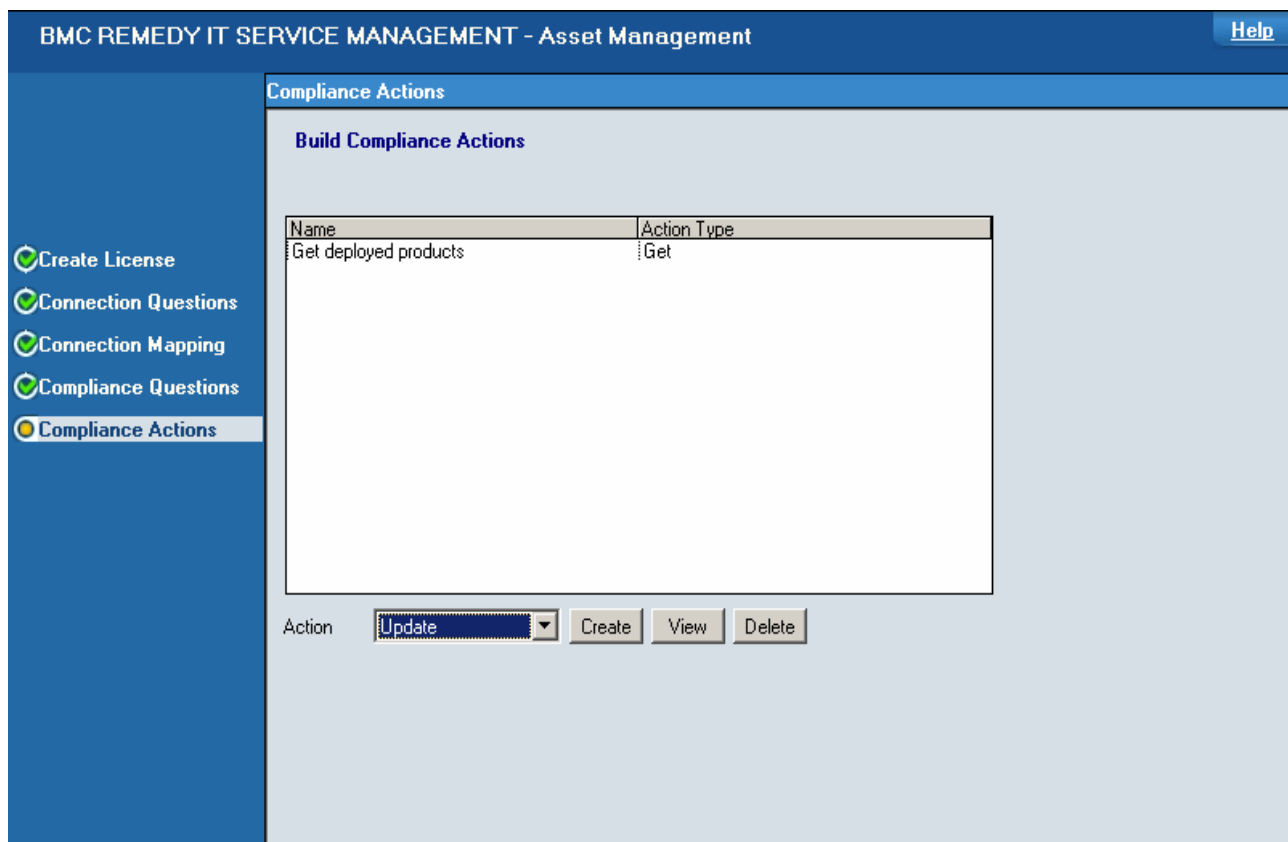 BMC REMEDY IT SERVICE MANAGEMENT - Asset Management
Help
Compliance Actions
Build Compliance Actions
Name Action Type
Get deployed products Get
Create License
Connection Questions
Connection Mapping
Compliance Questions
Compliance Actions
Action Update Create View Delete